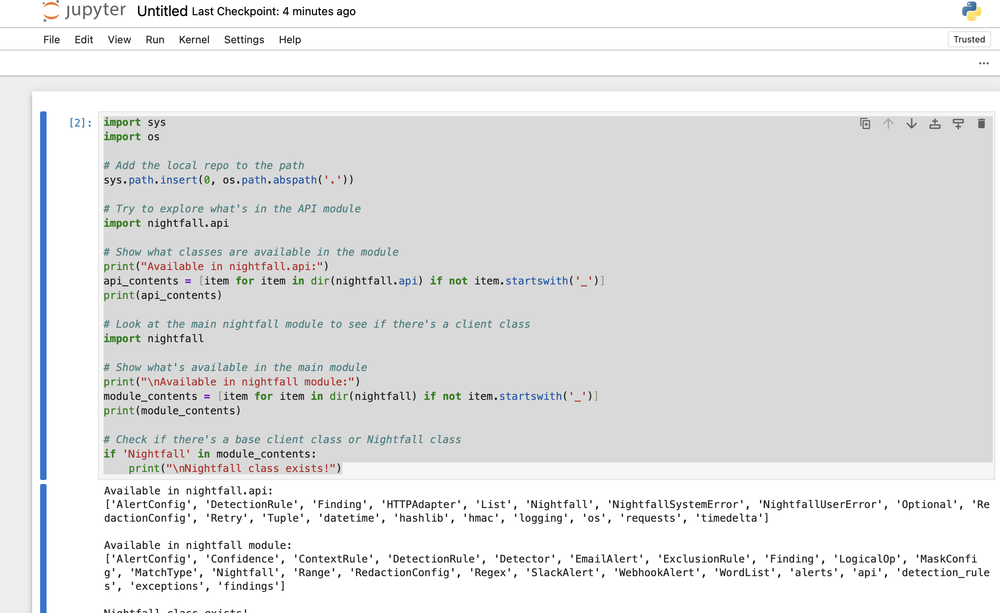 jupyter Untitled Last Checkpoint: 4 minutes ago
File Edit View Run Kernel Settings Help Trusted
[2]: import sys
import os
# Add the local repo to the path
sys.path.insert(0, os.path.abspath('.'))
# Try to explore what's in the API module
import nightfall.api
# Show what classes are available in the module
print("Available in nightfall.api:")
api_contents = [item for item in dir(nightfall.api) if not item.startswith('_')]
print(api_contents)
# Look at the main nightfall module to see if there's a client class
import nightfall
# Show what's available in the main module
print("\nAvailable in nightfall module:")
module_contents = [item for item in dir(nightfall) if not item.startswith('_')]
print(module_contents)
# Check if there's a base client class or Nightfall class
if 'Nightfall' in module_contents:
    print("\nNightfall class exists!")
Available in nightfall.api:
['AlertConfig', 'DetectionRule', 'Finding', 'HTTPAdapter', 'List', 'Nightfall', 'NightfallSystemError', 'NightfallUserError', 'Optional', 'Re
dactionConfig', 'Retry', 'Tuple', 'datetime', 'hashlib', 'hmac', 'logging', 'os', 'requests', 'timedelta']
Available in nightfall module:
['AlertConfig', 'Confidence', 'ContextRule', 'DetectionRule', 'Detector', 'EmailAlert', 'ExclusionRule', 'Finding', 'LogicalOp', 'MaskConfi
g', 'MatchType', 'Nightfall', 'Range', 'RedactionConfig', 'Regex', 'SlackAlert', 'WebhookAlert', 'WordList', 'alerts', 'api', 'detection_rule
s', 'exceptions', 'findings']
Nightfall class exists!